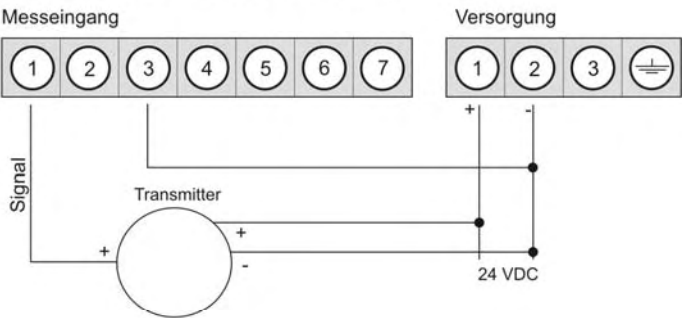 Messeingang Versorgung
1 2 3 4 5 6 7 1 2 3
+ -
Signal
Transmitter
+ +
-
24 VDC